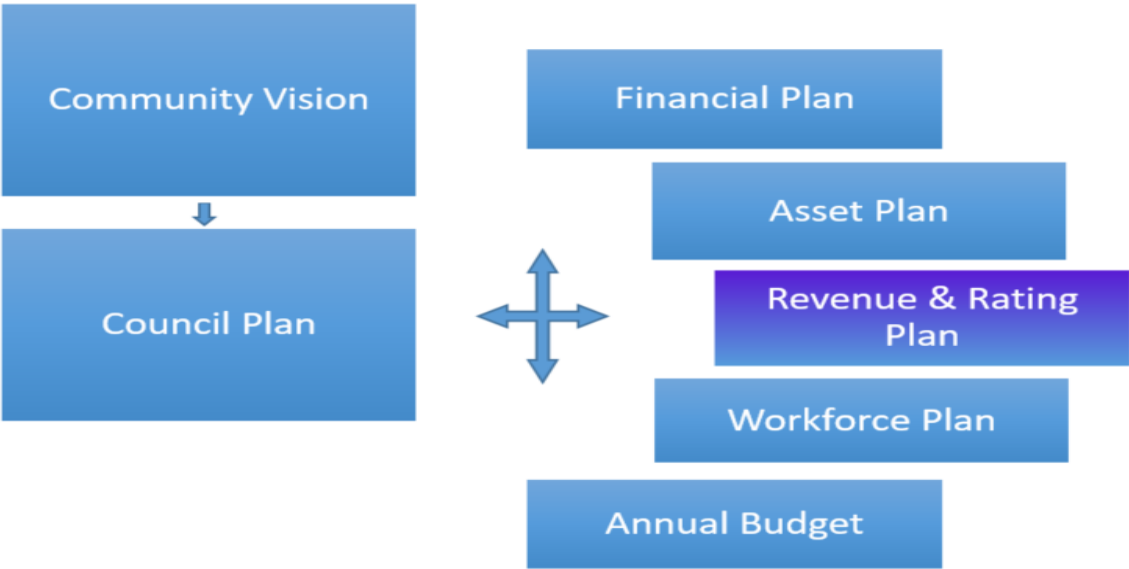 Community Vision
Council Plan
Financial Plan
Asset Plan
Revenue & Rating
Plan
Workforce Plan
Annual Budget